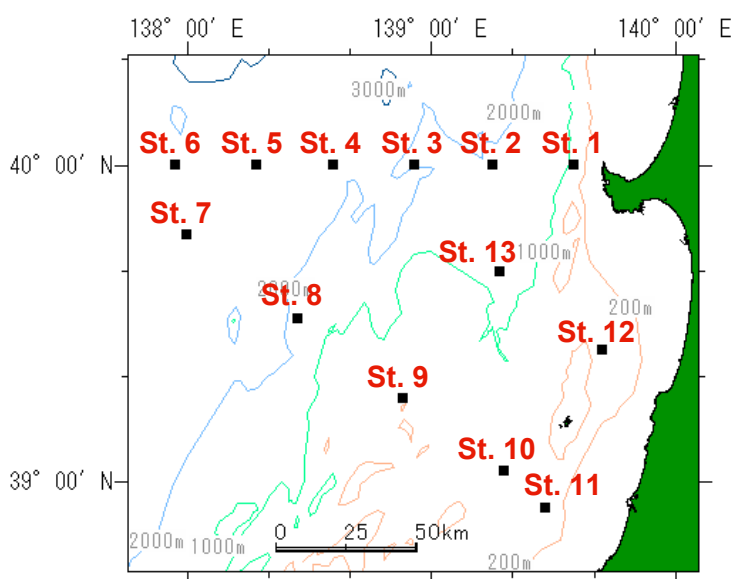 138° 00′ E 139° 00′ E 140° 00′ E
3000m
2000m
St. 6 St. 5 St. 4 St. 3 St. 2 St. 1
40° 00′ N
St. 7
St. 13 1000m
2000m
St. 8
200m
St. 12
St. 9
St. 10
39° 00′ N
St. 11
0 25 50km
2000m 1000m 200m